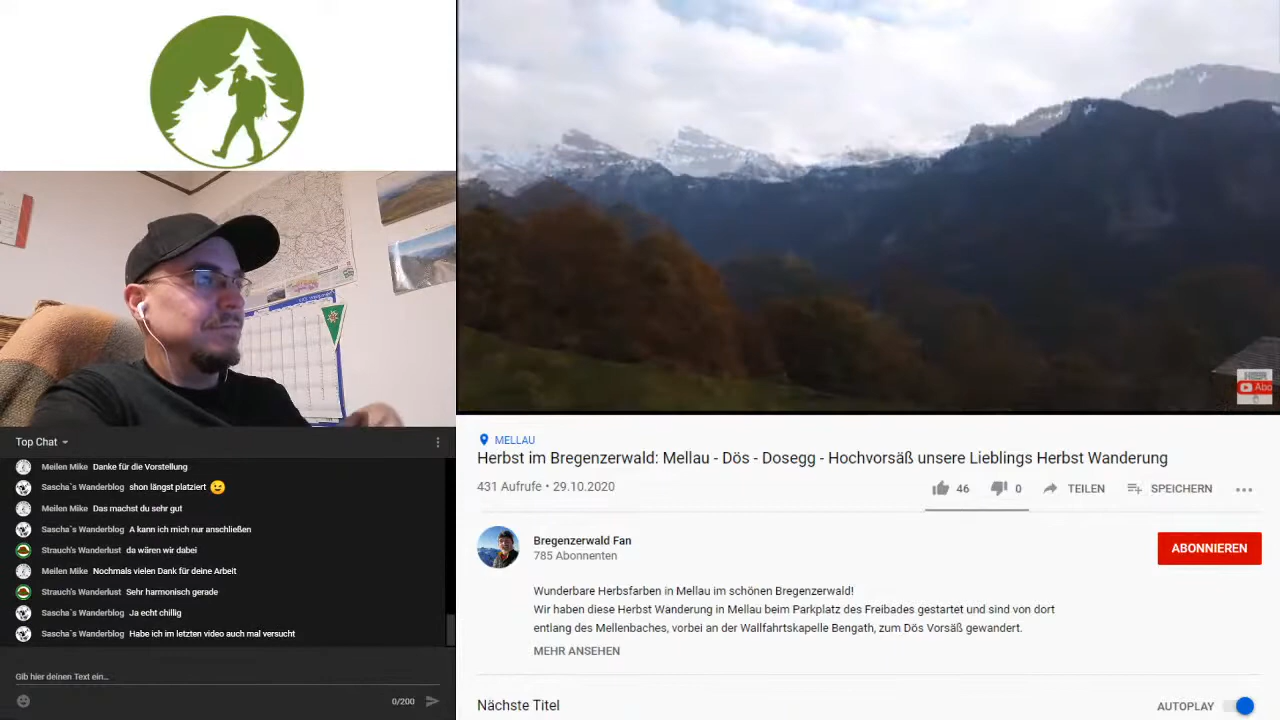 Top Chat
Meilen Mike Danke für die Vorstellung
Sascha`s Wanderblog shon längst platziert
Meilen Mike Das machst du sehr gut
Sascha`s Wanderblog A kann ich mich nur anschließen
Strauch's Wanderlust da wären wir dabei
Meilen Mike Nochmals vielen Dank für deine Arbeit
Strauch's Wanderlust Sehr harmonisch gerade
Sascha`s Wanderblog Ja echt chillig
Sascha`s Wanderblog Habe ich im letzten video auch mal versucht
Gib hier deinen Text ein...
0/200
Abo
MELLAU
Herbst im Bregenzerwald: Mellau - Dös - Dosegg - Hochvorsäß unsere Lieblings Herbst Wanderung
431 Aufrufe • 29.10.2020
46 0 TEILEN SPEICHERN
Bregenzerwald Fan
785 Abonnenten
ABONNIEREN
Wunderbare Herbsfarben in Mellau im schönen Bregenzerwald!
Wir haben diese Herbst Wanderung in Mellau beim Parkplatz des Freibades gestartet und sind von dort
entlang des Mellenbaches, vorbei an der Wallfahrtskapelle Bengath, zum Dös Vorsäß gewandert.
MEHR ANSEHEN
Nächste Titel
AUTOPLAY